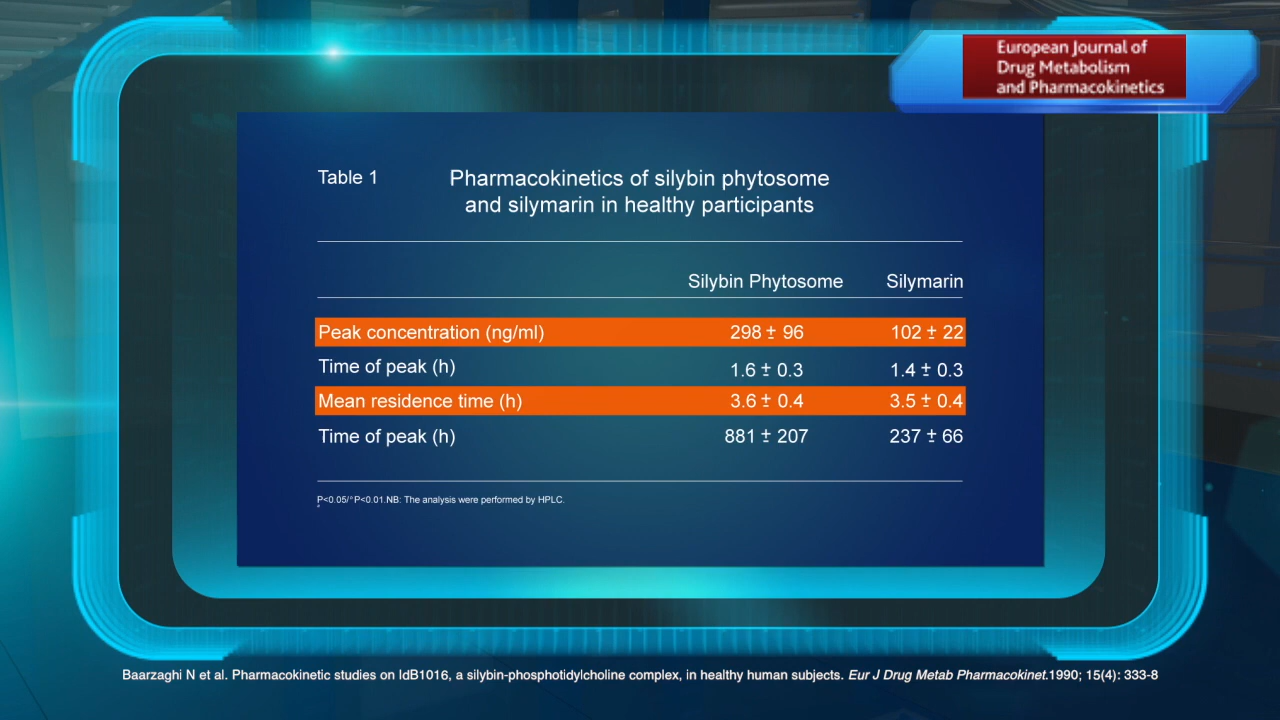 European Journal of
Drug Metabolism
and Pharmacokinetics
Table 1
Pharmacokinetics of silybin phytosome
and silymarin in healthy participants
Silybin Phytosome Silymarin
Peak concentration (ng/ml) 298 ± 96 102 ± 22
Time of peak (h) 1.6 ± 0.3 1.4 ± 0.3
Mean residence time (h) 3.6 ± 0.4 3.5 ± 0.4
Time of peak (h) 881 ± 207 237 ± 66
P<0.05/*P<0.01.NB: The analysis were performed by HPLC.
Baarzaghi N et al. Pharmacokinetic studies on IdB1016, a silybin-phosphotidylcholine complex, in healthy human subjects. Eur J Drug Metab Pharmacokinet.1990; 15(4): 333-8